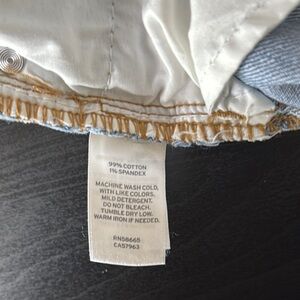 99% COTTON
1% SPANDEX
MACHINE WASH COLD,
WITH LIKE COLORS.
MILD DETERGENT.
DO NOT BLEACH.
TUMBLE DRY LOW.
WARM IRON IF NEEDED.
RN58665
CA57963